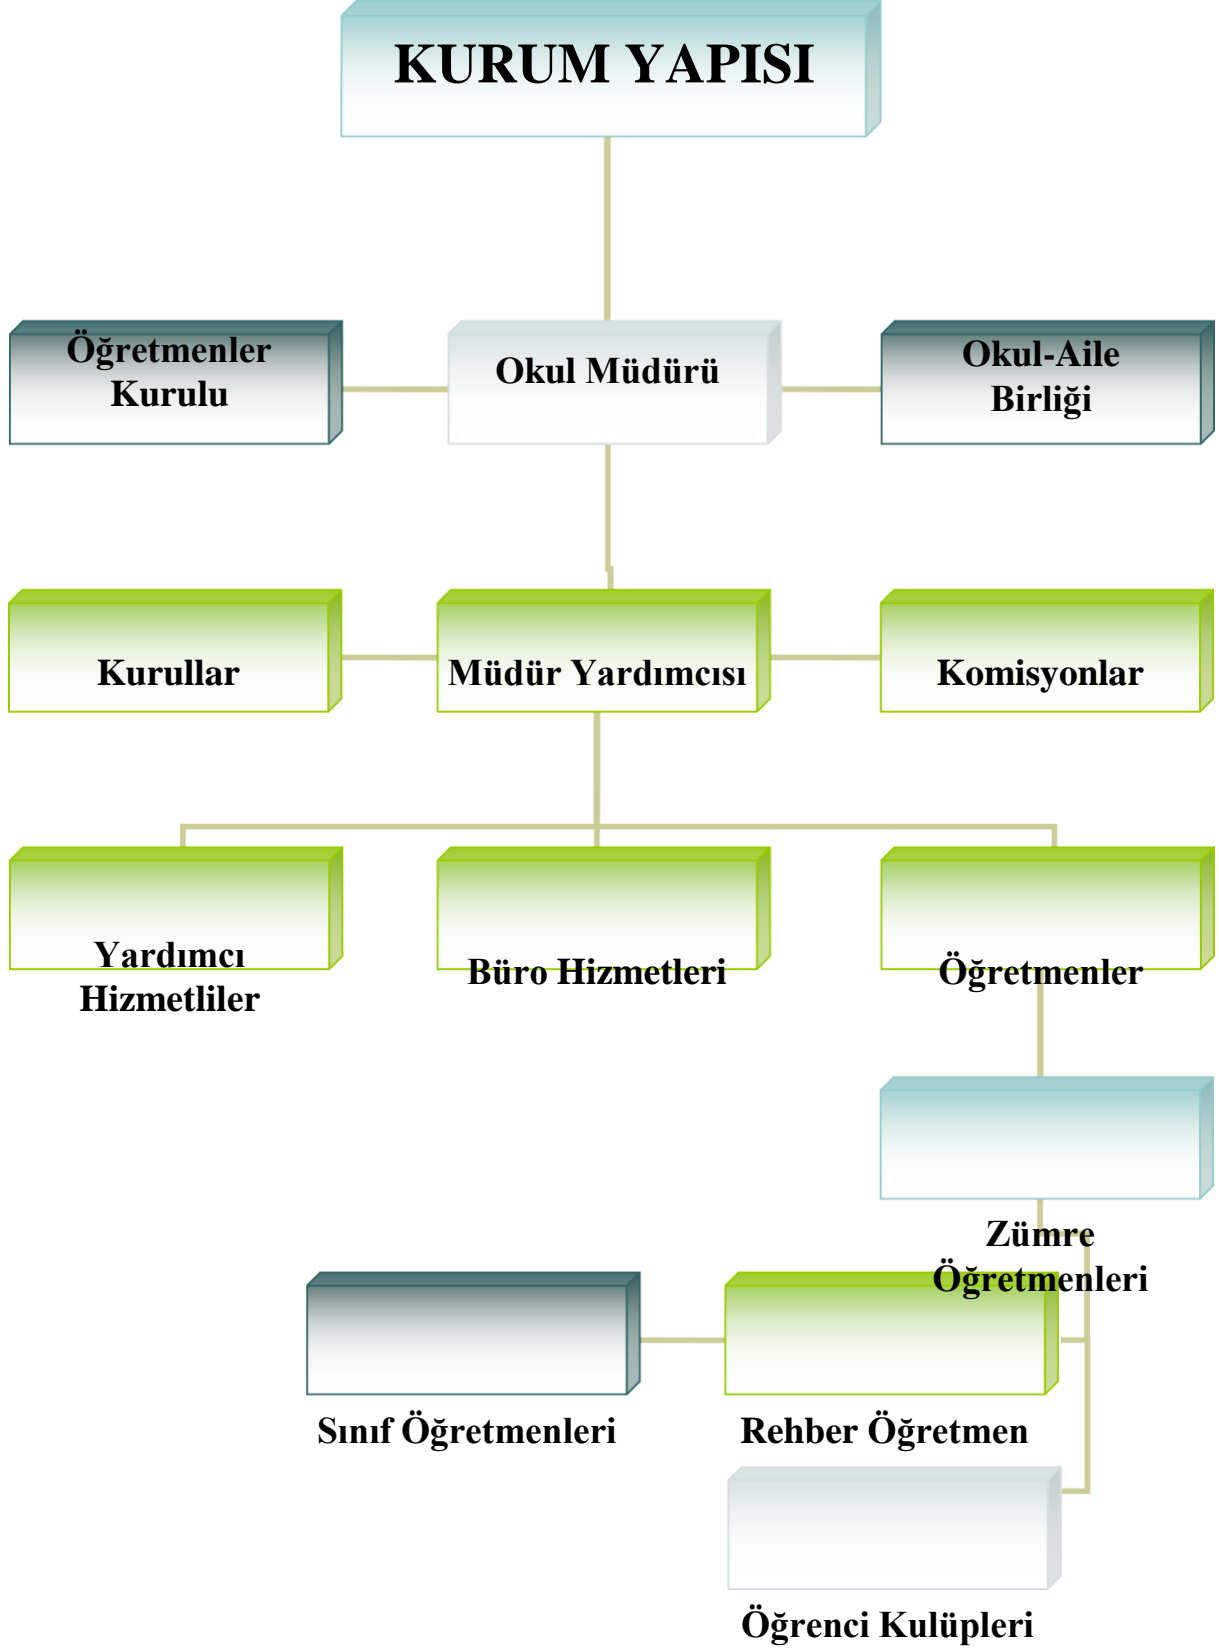 KURUM YAPISI
Öğretmenler
Kurulu
Okul Müdürü
Okul-Aile
Birliği
Kurullar
Müdür Yardımcısı
Komisyonlar
Yardımcı
Hizmetliler
Büro Hizmetleri
Öğretmenler
Zümre
Öğretmenleri
Sınıf Öğretmenleri
Rehber Öğretmen
Öğrenci Kulüpleri